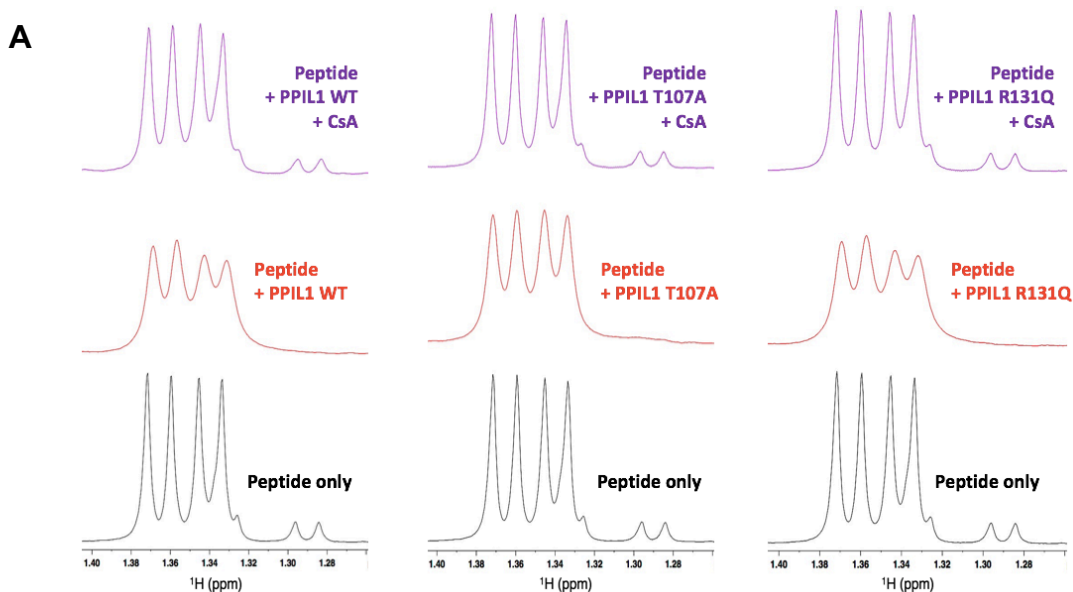 A
Peptide
+ PPIL1 WT
+ CsA
Peptide
+ PPIL1 T107A
+ CsA
Peptide
+ PPIL1 R131Q
+ CsA
Peptide
+ PPIL1 WT
Peptide
+ PPIL1 T107A
Peptide
+ PPIL1 R131Q
Peptide only
Peptide only
Peptide only
1.40 1.38 1.36 1.34 1.32 1.30 1.28
1.40 1.38 1.36 1.34 1.32 1.30 1.28
1.40 1.38 1.36 1.34 1.32 1.30 1.28
¹H (ppm)
¹H (ppm)
¹H (ppm)